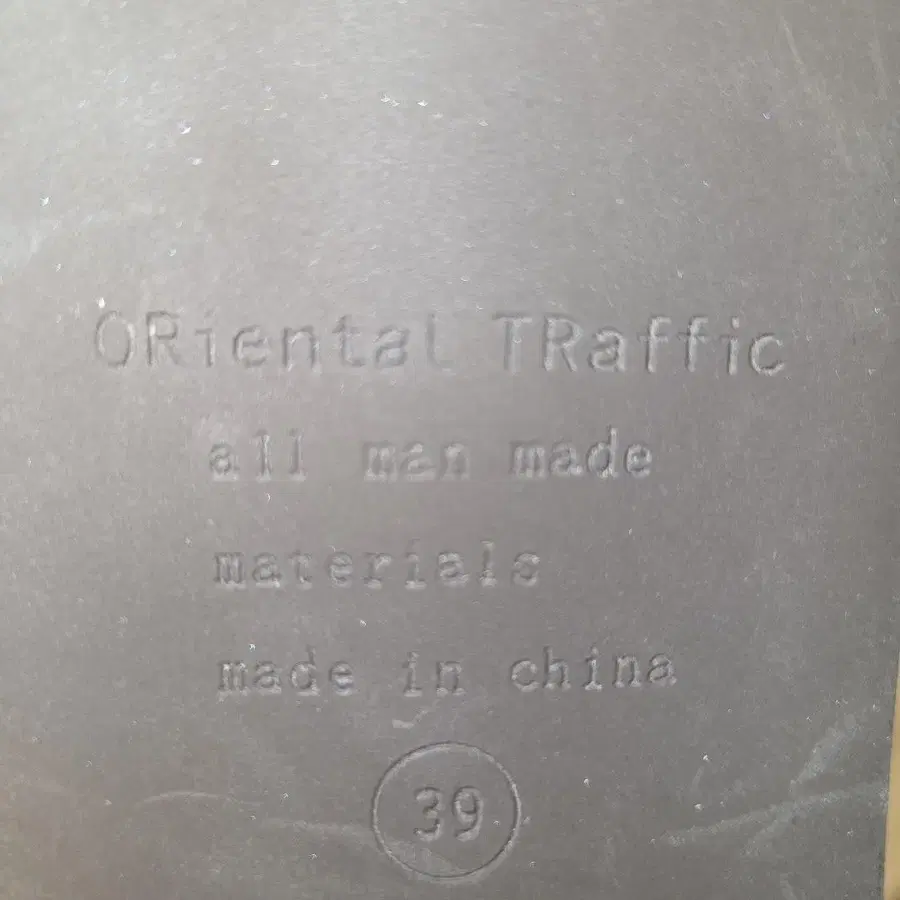 ORiental TRaffic
all man made
materials
made in china
39